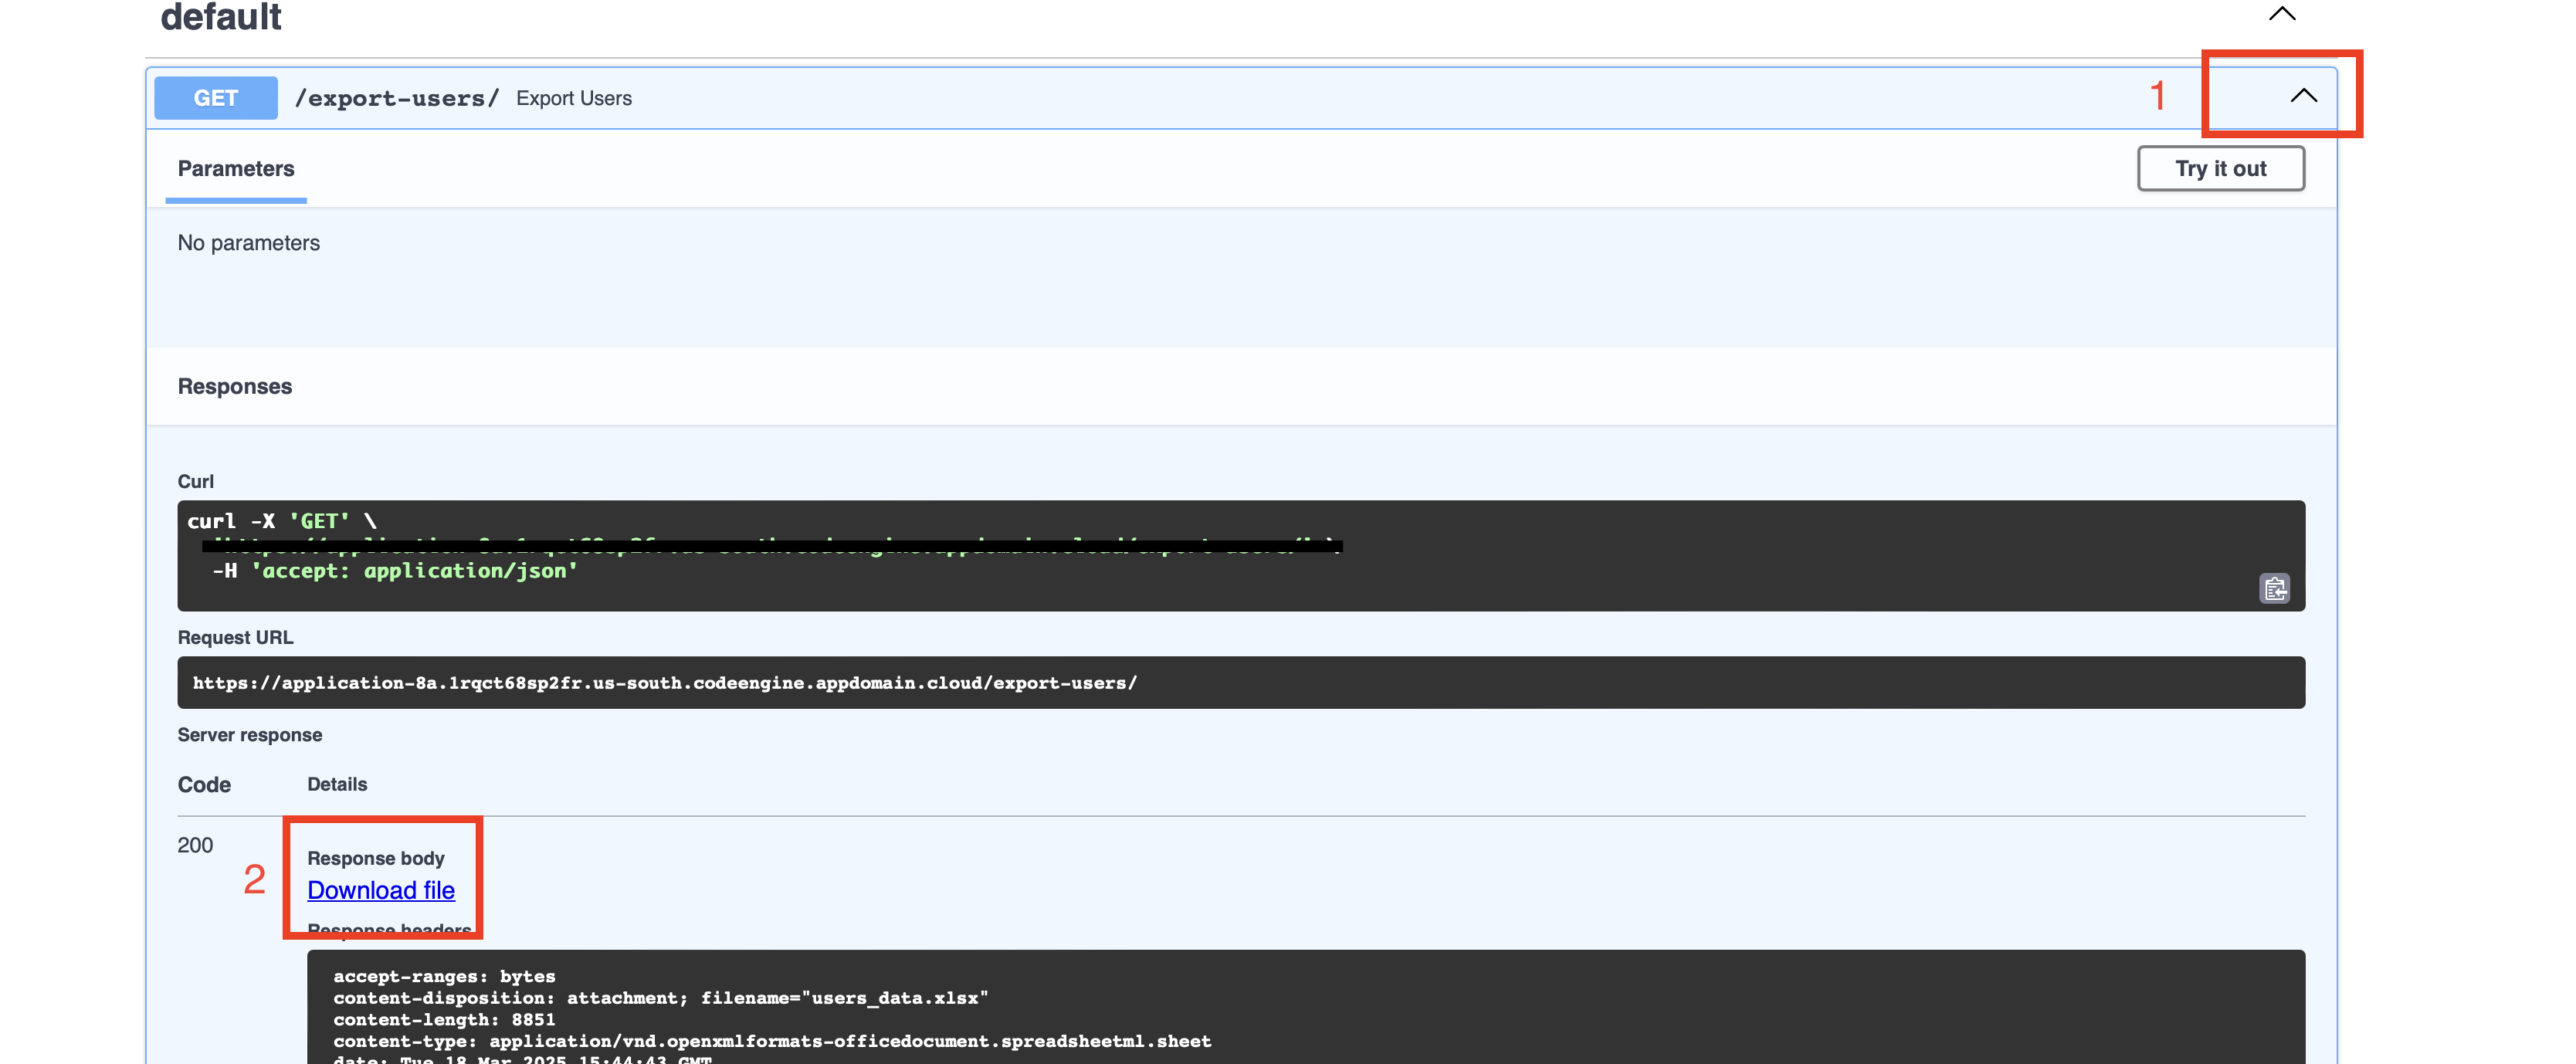 default
GET /export-users/ Export Users
1
Parameters
Try it out
No parameters
Responses
Curl
curl -X 'GET' \
-H 'accept: application/json'
Request URL
https://application-8a.1rqct68sp2fr.us-south.codeengine.appdomain.cloud/export-users/
Server response
Code Details
200
2
Response body
Download file
Response headers
accept-ranges: bytes
content-disposition: attachment; filename="users_data.xlsx"
content-length: 8851
content-type: application/vnd.openxmlformats-officedocument.spreadsheetml.sheet
date: Tue,18 Mar 2025 15:44:43 GMT